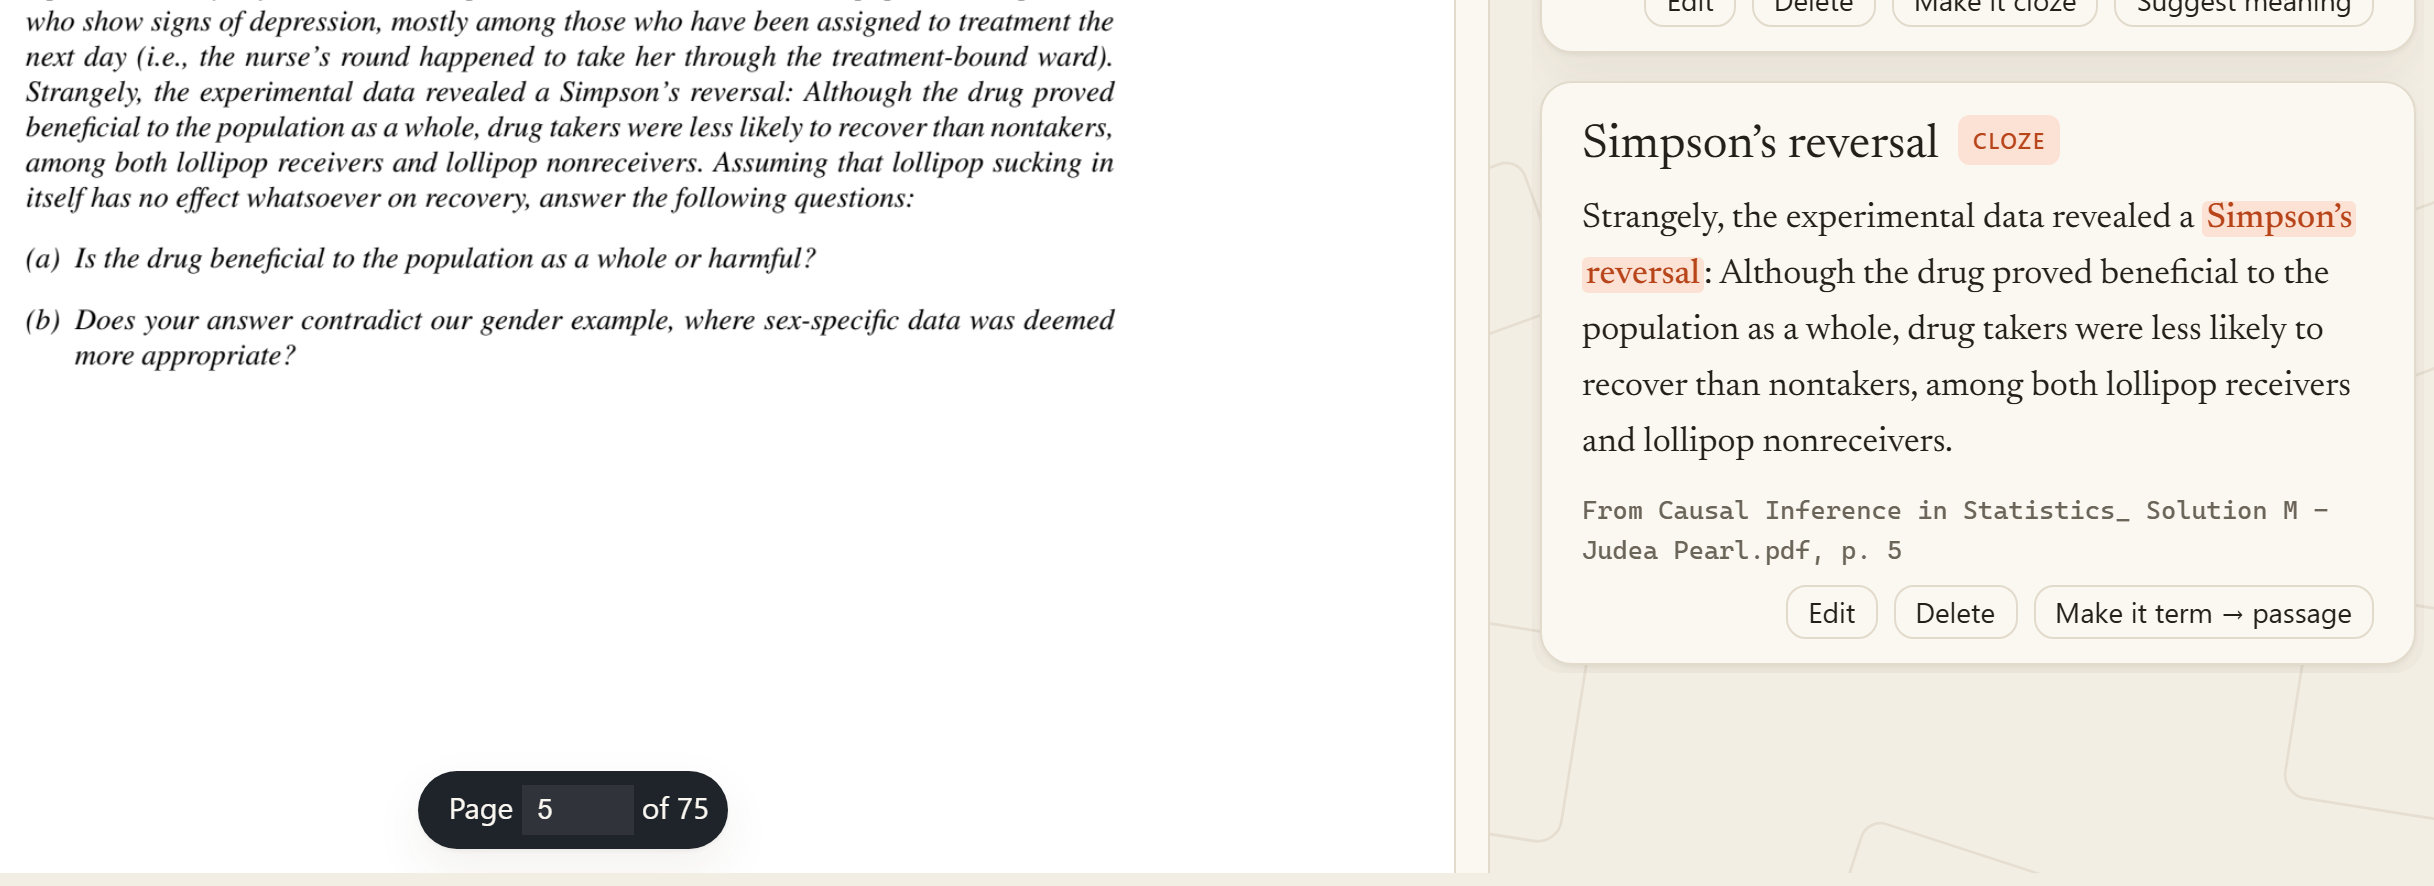 who show signs of depression, mostly among those who have been assigned to treatment the
next day (i.e., the nurse’s round happened to take her through the treatment-bound ward).
Strangely, the experimental data revealed a Simpson’s reversal: Although the drug proved
beneficial to the population as a whole, drug takers were less likely to recover than nontakers,
among both lollipop receivers and lollipop nonreceivers. Assuming that lollipop sucking in
itself has no effect whatsoever on recovery, answer the following questions:
(a) Is the drug beneficial to the population as a whole or harmful?
(b) Does your answer contradict our gender example, where sex-specific data was deemed
more appropriate?
Page 5 of 75
Edit Delete Make it cloze Suggest meaning
Simpson’s reversal CLOZE
Strangely, the experimental data revealed a Simpson’s
reversal: Although the drug proved beneficial to the
population as a whole, drug takers were less likely to
recover than nontakers, among both lollipop receivers
and lollipop nonreceivers.
From Causal Inference in Statistics_ Solution M –
Judea Pearl.pdf, p. 5
Edit Delete Make it term → passage